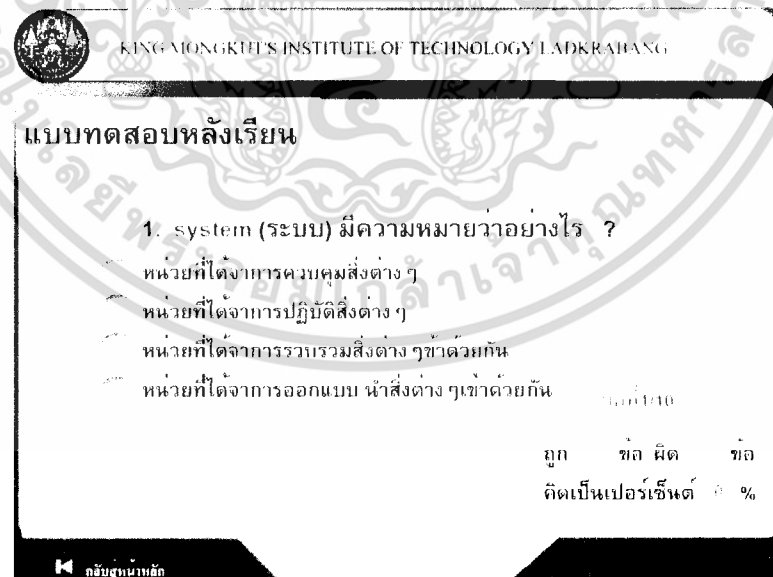 KING MONGKUT'S INSTITUTE OF TECHNOLOGY LADKRABANG
แบบทดสอบหลังเรียน
1. system (ระบบ) มีความหมายว่าอย่างไร ?
หน่วยที่ได้จาการควบคุมสิ่งต่าง ๆ
หน่วยที่ได้จาการปฏิบัติสิ่งต่าง ๆ
หน่วยที่ได้จาการรวบรวมสิ่งต่าง ๆข้าด้วยกัน
หน่วยที่ได้จาการออกแบบ นำสิ่งต่าง ๆเข้าด้วยกัน
ถูก ข้อ ผิด ข้อ
คิดเป็นเปอร์เซ็นต์ %
กลับสู่หน้าหลัก